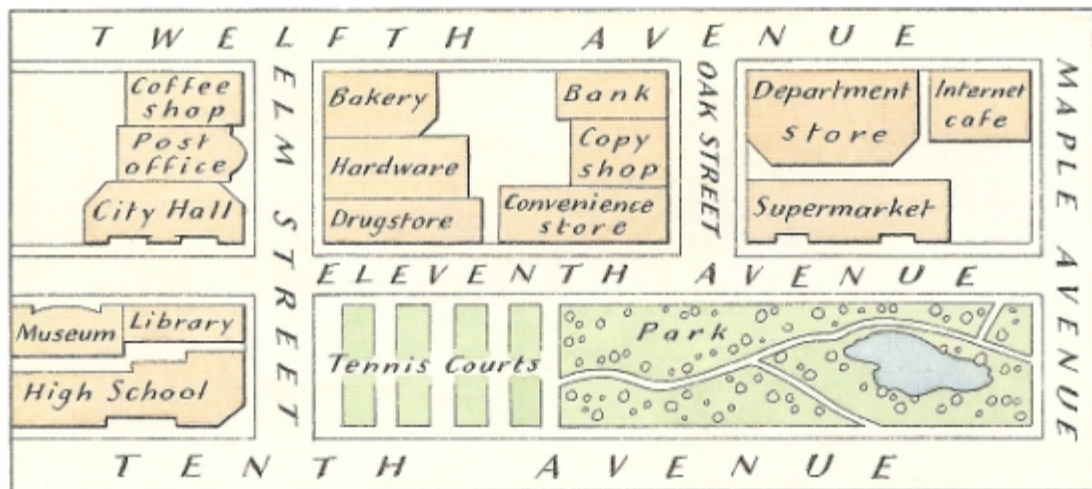 TWELFTH AVENUE
Coffee
shop
Post
office
City Hall
ELM STREET
Bakery
Hardware
Drugstore
Bank
Copy
shop
Convenience
store
OAK STREET
Department
store
Internet
cafe
Supermarket
MAPLE AVENUE
ELEVENTH AVENUE
Museum
Library
High School
Tennis Courts
Park
TENTH AVENUE